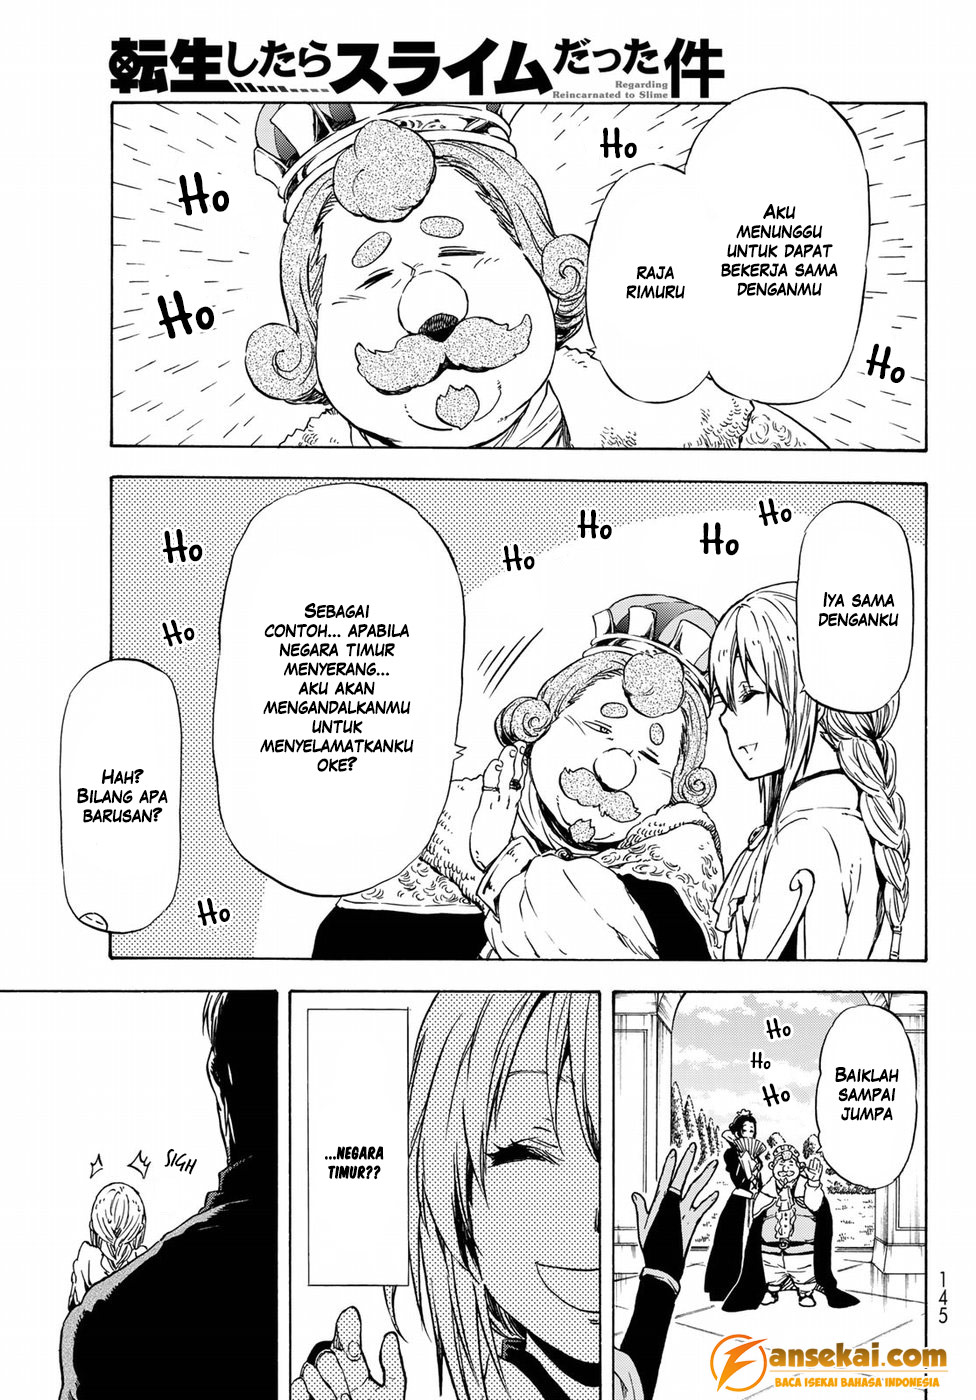 転生したらスライムだった件
Regarding
Reincarnated to Slime
Ho
Ho
Ho
Ho
AKU
MENUNGGU
UNTUK DAPAT
BEKERJA SAMA
DENGANMU
RAJA
RIMURU
Ho
Ho
Ho
Ho
Ho
Ho
Ho
IYA SAMA
DENGANKU
SEBAGAI
CONTOH... APABILA
NEGARA TIMUR
MENYERANG...
AKU AKAN
MENGANDALKANMU
UNTUK
MENYELAMATKANKU
OKE?
HAH?
BILANG APA
BARUSAN?
Ho
Ho
Ho
BAIKLAH
SAMPAI
JUMPA
...NEGARA
TIMUR??
SIGH
145
ansekai.com
BACA ISEKAI BAHASA INDONESIA